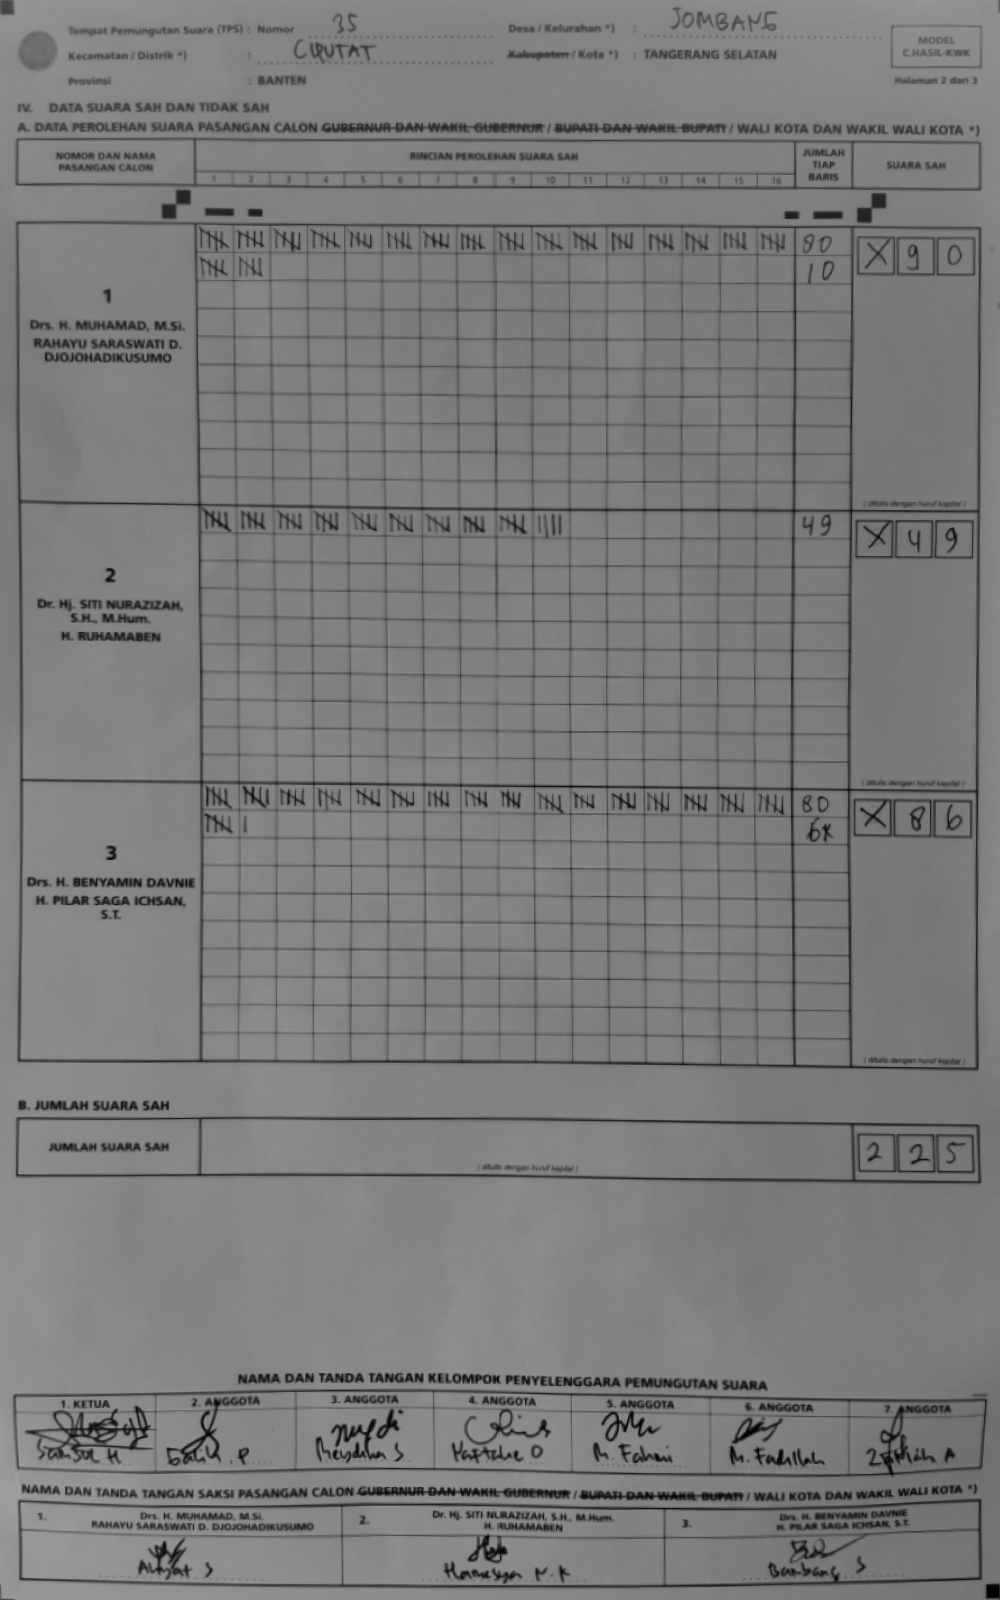 Tempat Pemungutan Suara (TPS) : Nomor 35 Desa / Kelurahan *) : JOMBANG
Kecamatan / Distrik *) : CIPUTAT Kabupaten / Kota *) : TANGERANG SELATAN
Provinsi : BANTEN
MODEL
C.HASIL-KWK
Halaman 2 dari 3
IV. DATA SUARA SAH DAN TIDAK SAH
A. DATA PEROLEHAN SUARA PASANGAN CALON GUBERNUR DAN WAKIL GUBERNUR / BUPATI DAN WAKIL BUPATI / WALI KOTA DAN WAKIL WALI KOTA *)
NOMOR DAN NAMA
PASANGAN CALON
RINCIAN PEROLEHAN SUARA SAH
1 2 3 4 5 6 7 8 9 10 11 12 13 14 15 16
JUMLAH
TIAP
BARIS
SUARA SAH
1
Drs. H. MUHAMAD, M.Si.
RAHAYU SARASWATI D.
DJOJOHADIKUSUMO
80
10
X 9 0
( ditulis dengan huruf kapital )
2
Dr. Hj. SITI NURAZIZAH,
S.H., M.Hum.
H. RUHAMABEN
49
X 4 9
( ditulis dengan huruf kapital )
3
Drs. H. BENYAMIN DAVNIE
H. PILAR SAGA ICHSAN,
S.T.
80
6
X 8 6
( ditulis dengan huruf kapital )
B. JUMLAH SUARA SAH
JUMLAH SUARA SAH
( ditulis dengan huruf kapital )
2 2 5
NAMA DAN TANDA TANGAN KELOMPOK PENYELENGGARA PEMUNGUTAN SUARA
1. KETUA 2. ANGGOTA 3. ANGGOTA 4. ANGGOTA 5. ANGGOTA 6. ANGGOTA 7. ANGGOTA
M. Fahmi M. Fadillah
NAMA DAN TANDA TANGAN SAKSI PASANGAN CALON GUBERNUR DAN WAKIL GUBERNUR / BUPATI DAN WAKIL BUPATI / WALI KOTA DAN WAKIL WALI KOTA *)
1. Drs. H. MUHAMAD, M.Si.
RAHAYU SARASWATI D. DJOJOHADIKUSUMO
2. Dr. Hj. SITI NURAZIZAH, S.H., M.Hum.
H. RUHAMABEN
3. Drs. H. BENYAMIN DAVNIE
H. PILAR SAGA ICHSAN, S.T.
Bambang S